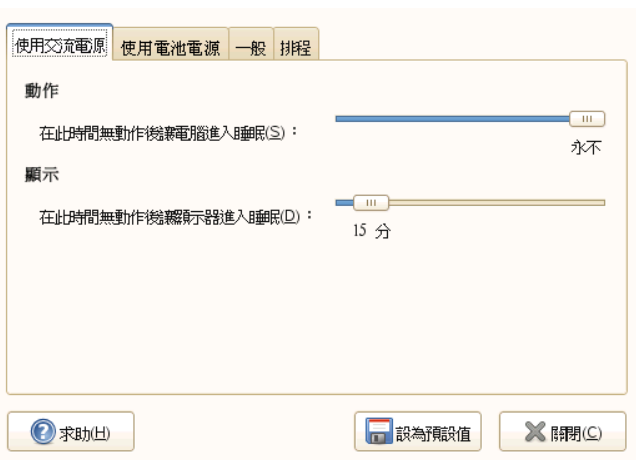 使用交流電源 使用電池電源 一般 排程
動作
在此時間無動作後讓電腦進入睡眠(S)：
永不
顯示
在此時間無動作後讓顯示器進入睡眠(D)：
15 分
求助(H) 設為預設值 關閉(C)